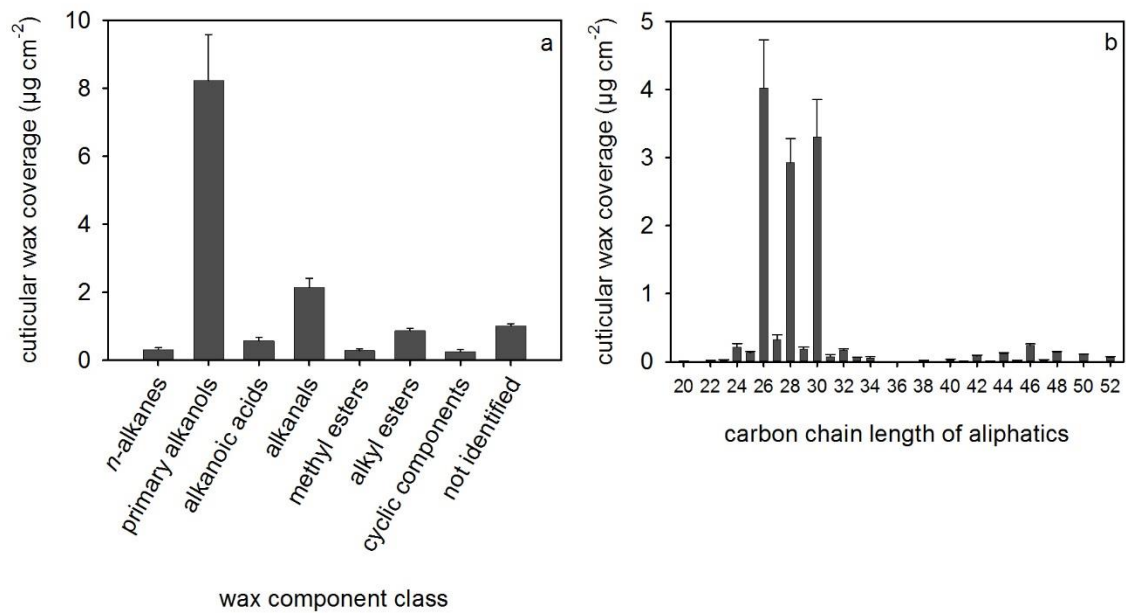 cuticular wax coverage (µg cm⁻²)
10
8
6
4
2
0
a
n-alkanes
primary alkanols
alkanoic acids
alkanals
methyl esters
alkyl esters
cyclic components
not identified
wax component class
cuticular wax coverage (µg cm⁻²)
5
4
3
2
1
0
b
20 22 24 26 28 30 32 34 36 38 40 42 44 46 48 50 52
carbon chain length of aliphatics